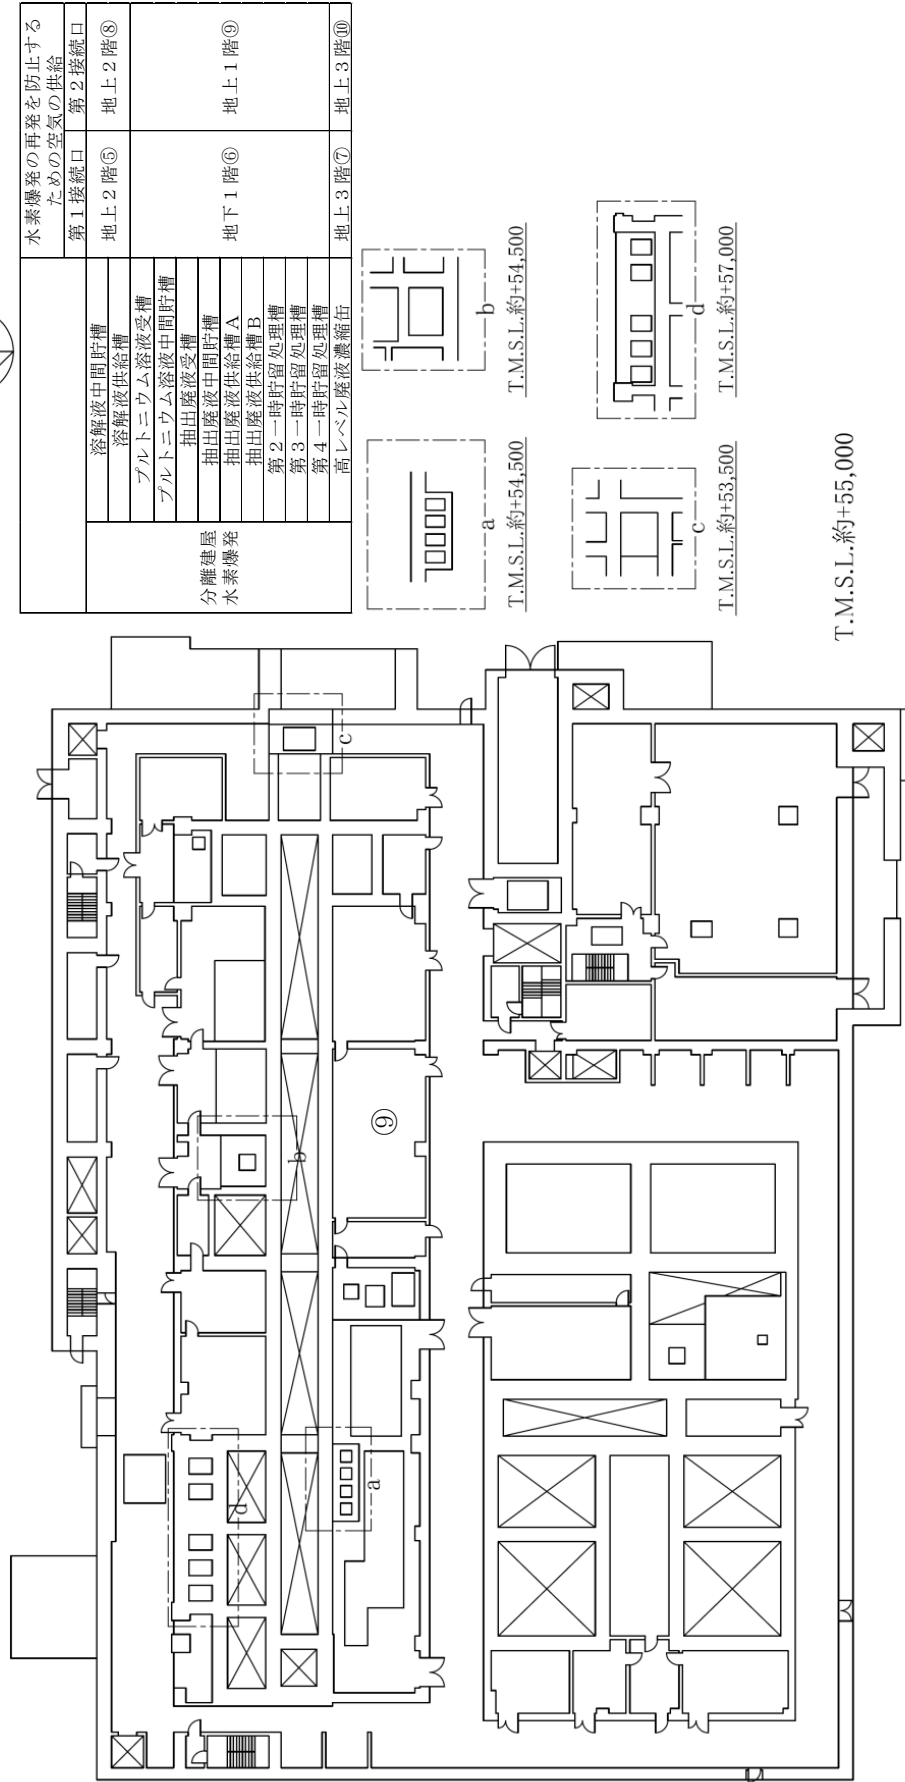 水素爆発の再発を防止する
ための空気の供給
第1接続口 第2接続口
分離建屋
水素爆発
溶解液中間貯槽 地上2階⑤ 地上2階⑧
溶解液供給槽
プルトニウム溶液受槽 地下1階⑥ 地上1階⑨
プルトニウム溶液中間貯槽
抽出廃液受槽
抽出廃液中間貯槽
抽出廃液供給槽A
抽出廃液供給槽B
第2一時貯留処理槽
第3一時貯留処理槽
第4一時貯留処理槽
高レベル廃液濃縮缶 地上3階⑦ 地上3階⑩
a
T.M.S.L.約+54,500
b
T.M.S.L.約+54,500
c
T.M.S.L.約+53,500
d
T.M.S.L.約+57,000
T.M.S.L.約+55,000
d
a
b
⑨
c